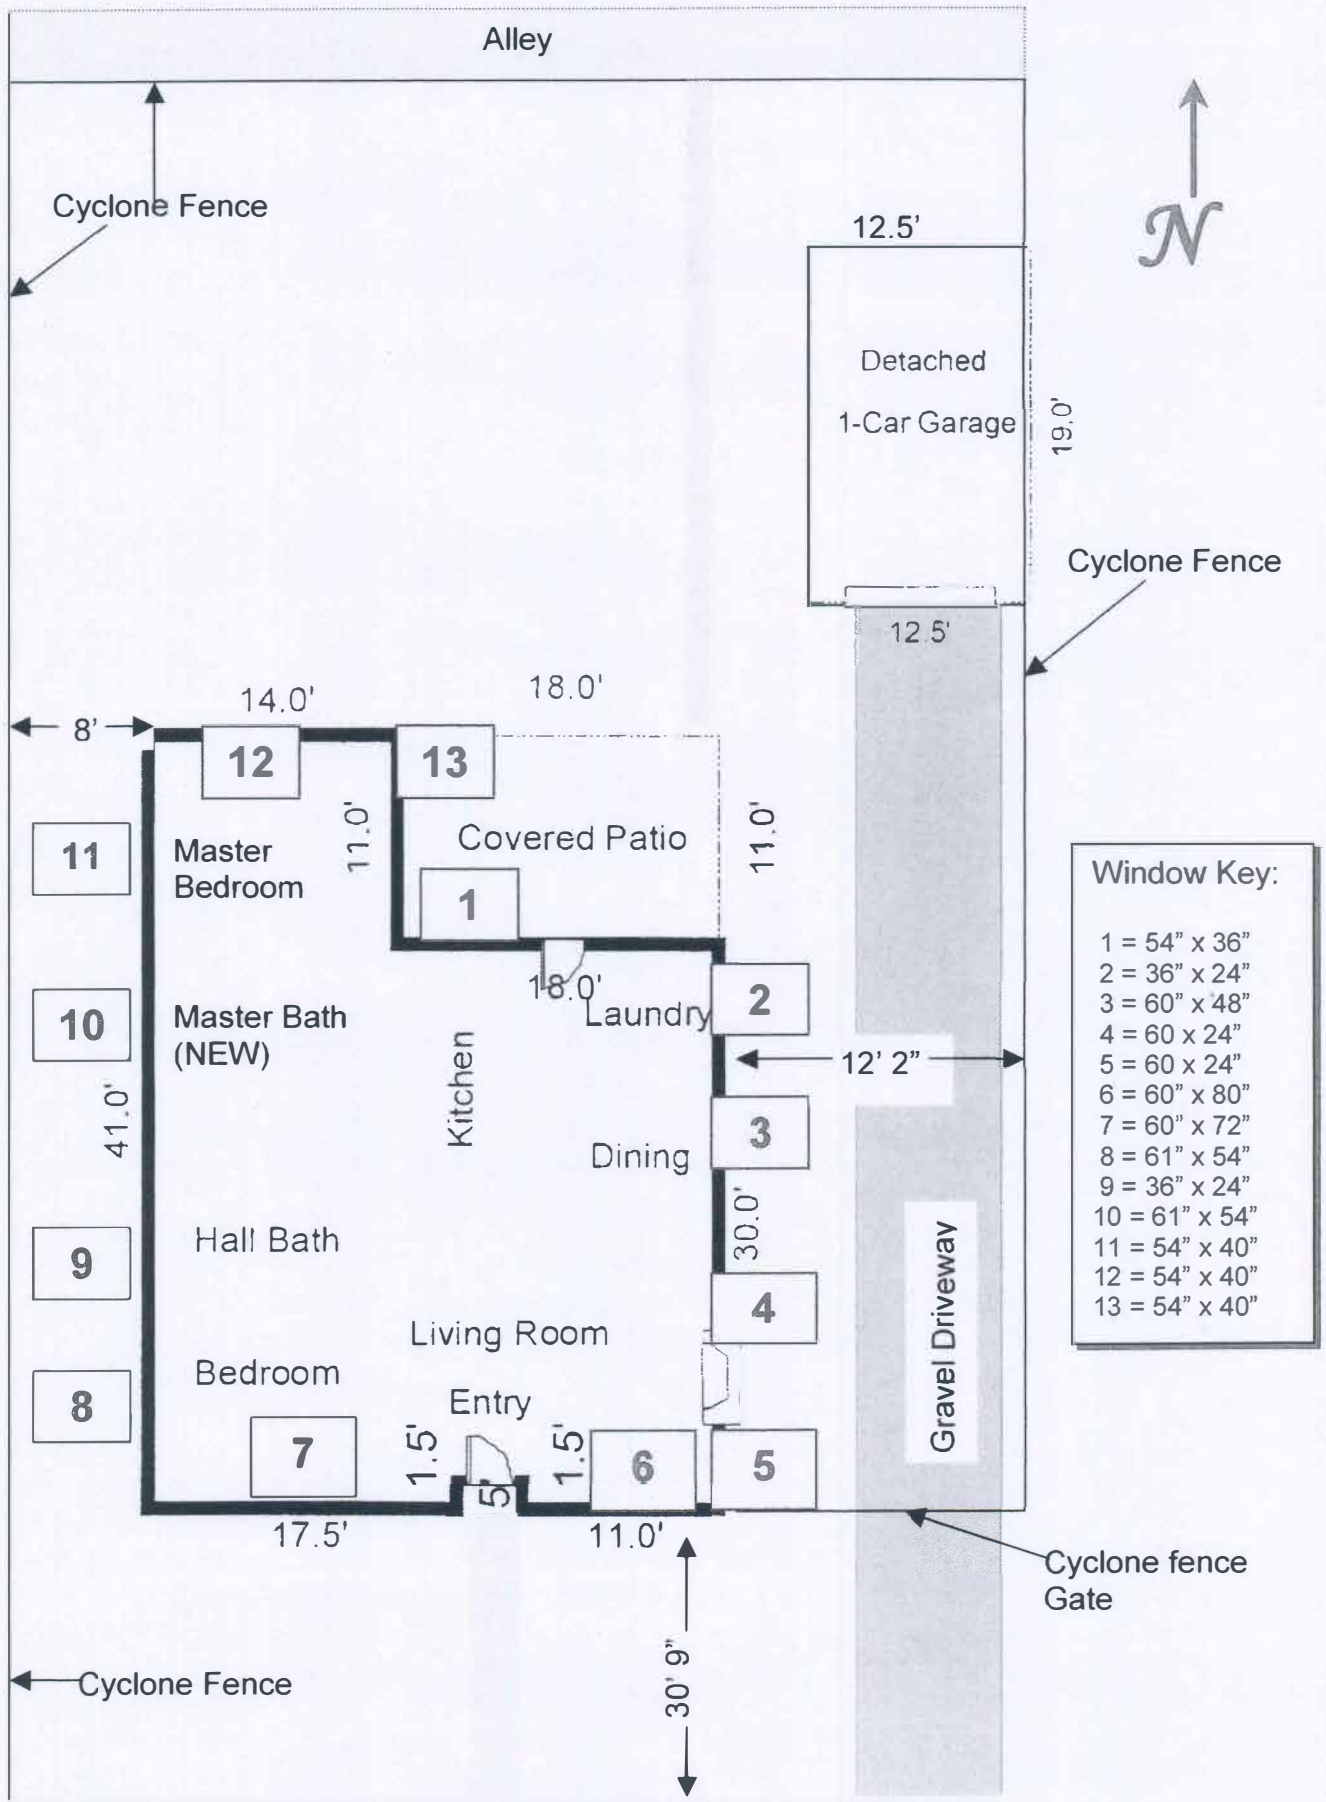 Alley
Cyclone Fence
N
12.5'
Detached
1-Car Garage
19.0'
Cyclone Fence
12.5'
14.0'
18.0'
8'
12
13
11
Master
Bedroom
11.0'
Covered Patio
11.0'
1
Window Key:
1 = 54” x 36”
2 = 36” x 24”
3 = 60” x 48”
4 = 60 x 24”
5 = 60 x 24”
6 = 60” x 80”
7 = 60” x 72”
8 = 61” x 54”
9 = 36” x 24”
10 = 61” x 54”
11 = 54” x 40”
12 = 54” x 40”
13 = 54” x 40”
18.0'
10
Master Bath
(NEW)
Laundry
2
12' 2”
Kitchen
41.0'
Dining
3
30.0'
Hall Bath
9
4
Living Room
Gravel Driveway
Bedroom
8
Entry
7
1.5'
5'
1.5'
6
5
17.5'
11.0'
Cyclone fence
Gate
30' 9”
Cyclone Fence